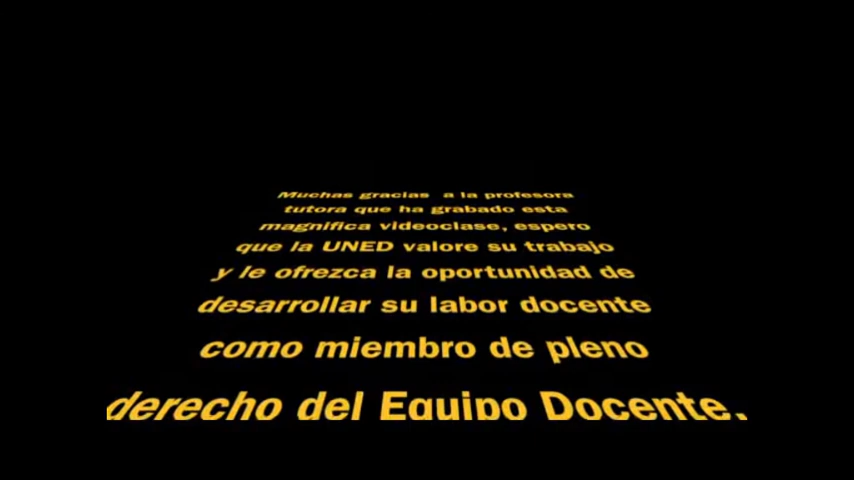 Muchas gracias a la profesora
tutora que ha grabado esta
magnifica videoclase, espero
que la UNED valore su trabajo
y le ofrezca la oportunidad de
desarrollar su labor docente
como miembro de pleno
derecho del Equipo Docente.